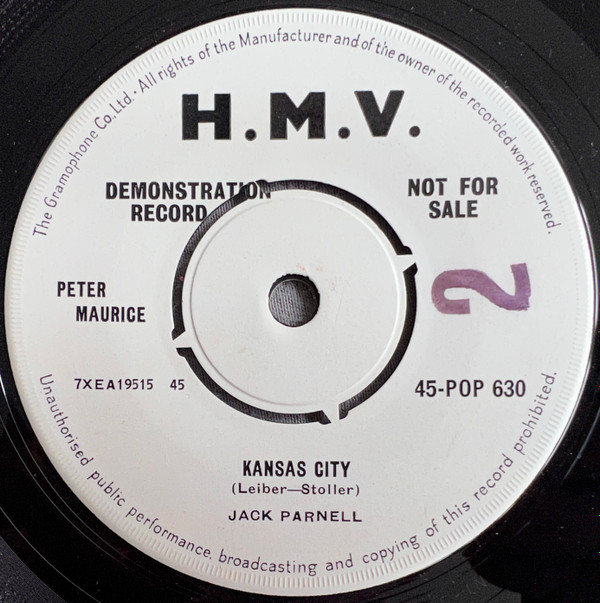 The Gramophone Co.Ltd. · All rights of the Manufacturer and of the owner of the recorded work reserved.
H.M.V.
DEMONSTRATION
RECORD
NOT FOR
SALE
PETER
MAURICE
2
7XEA19515 45
45-POP 630
KANSAS CITY
(Leiber—Stoller)
JACK PARNELL
Unauthorised public performance, broadcasting and copying of this record prohibited.